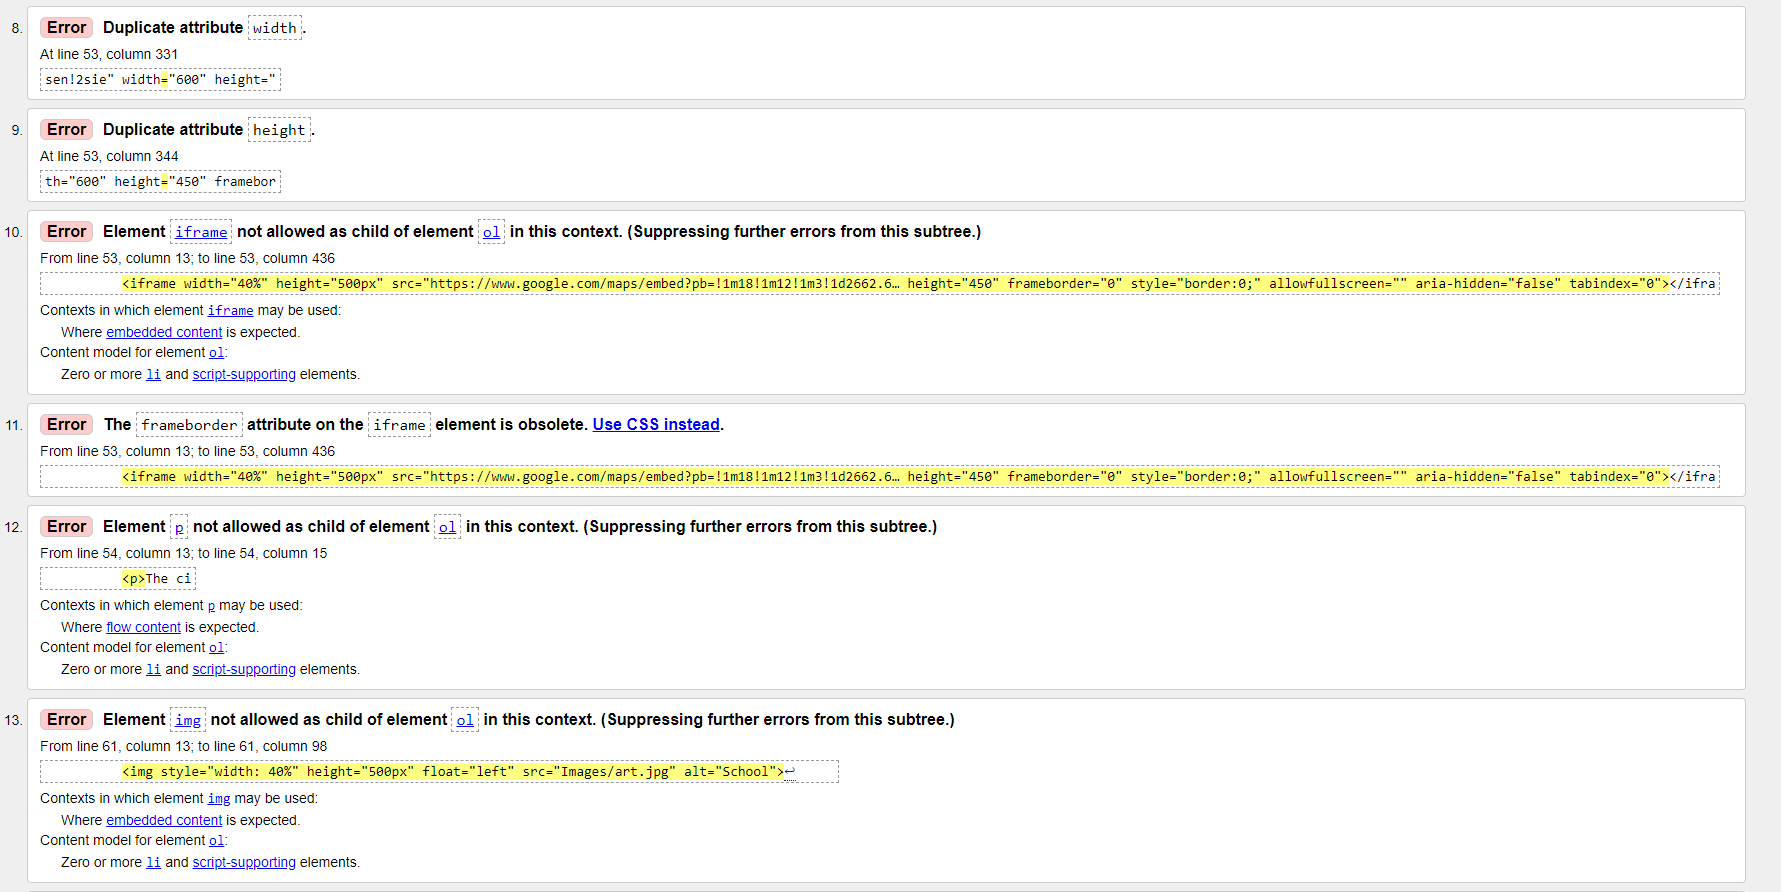 8. Error Duplicate attribute width.
At line 53, column 331
sen!2sie" width="600" height="
9. Error Duplicate attribute height.
At line 53, column 344
th="600" height="450" framebor
10. Error Element iframe not allowed as child of element ol in this context. (Suppressing further errors from this subtree.)
From line 53, column 13; to line 53, column 436
<iframe width="40%" height="500px" src="https://www.google.com/maps/embed?pb=!1m18!1m12!1m3!1d2662.6… height="450" frameborder="0" style="border:0;" allowfullscreen="" aria-hidden="false" tabindex="0"></ifra
Contexts in which element iframe may be used:
Where embedded content is expected.
Content model for element ol:
Zero or more li and script-supporting elements.
11. Error The frameborder attribute on the iframe element is obsolete. Use CSS instead.
From line 53, column 13; to line 53, column 436
<iframe width="40%" height="500px" src="https://www.google.com/maps/embed?pb=!1m18!1m12!1m3!1d2662.6… height="450" frameborder="0" style="border:0;" allowfullscreen="" aria-hidden="false" tabindex="0"></ifra
12. Error Element p not allowed as child of element ol in this context. (Suppressing further errors from this subtree.)
From line 54, column 13; to line 54, column 15
<p>The ci
Contexts in which element p may be used:
Where flow content is expected.
Content model for element ol:
Zero or more li and script-supporting elements.
13. Error Element img not allowed as child of element ol in this context. (Suppressing further errors from this subtree.)
From line 61, column 13; to line 61, column 98
<img style="width: 40%" height="500px" float="left" src="Images/art.jpg" alt="School">↩
Contexts in which element img may be used:
Where embedded content is expected.
Content model for element ol:
Zero or more li and script-supporting elements.